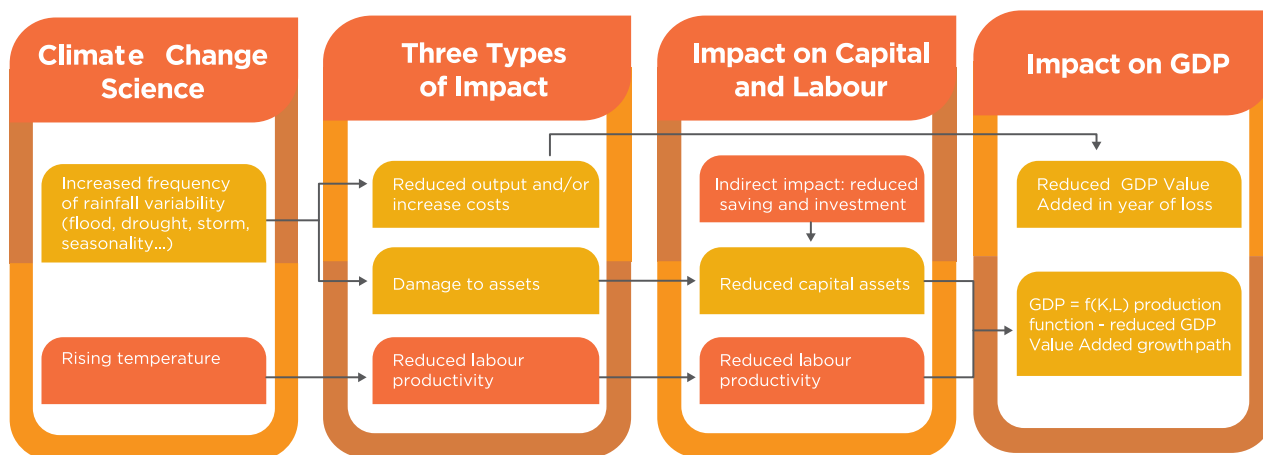 Climate Change
Science
Increased frequency
of rainfall variability
(flood, drought, storm,
seasonality...)
Rising temperature
Three Types
of Impact
Reduced output and/or
increase costs
Damage to assets
Reduced labour
productivity
Impact on Capital
and Labour
Indirect impact: reduced
saving and investment
Reduced capital assets
Reduced labour
productivity
Impact on GDP
Reduced GDP Value
Added in year of loss
GDP = f(K,L) production
function - reduced GDP
Value Added growth path